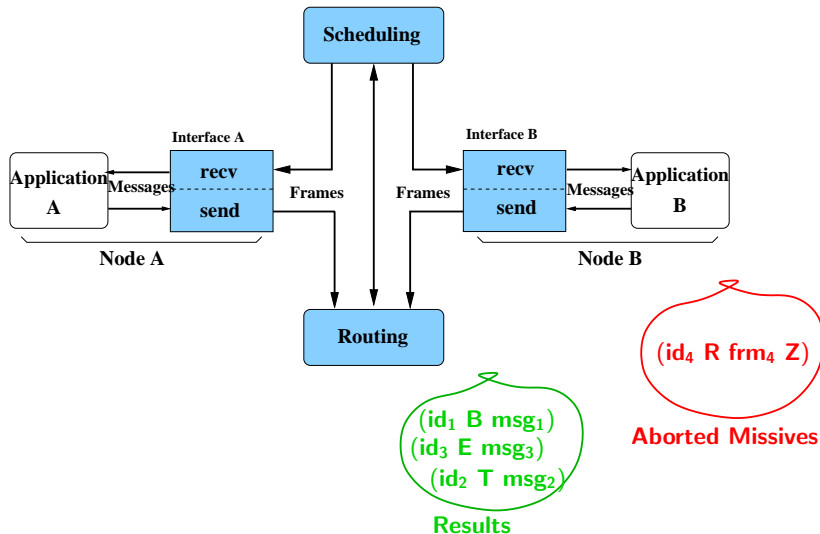 Scheduling
Interface A
Interface B
Application
A
Messages
recv
send
Frames
Frames
recv
send
Messages
Application
B
Node A
Node B
Routing
(id₄ R frm₄ Z)
Aborted Missives
(id₁ B msg₁)
(id₃ E msg₃)
(id₂ T msg₂)
Results